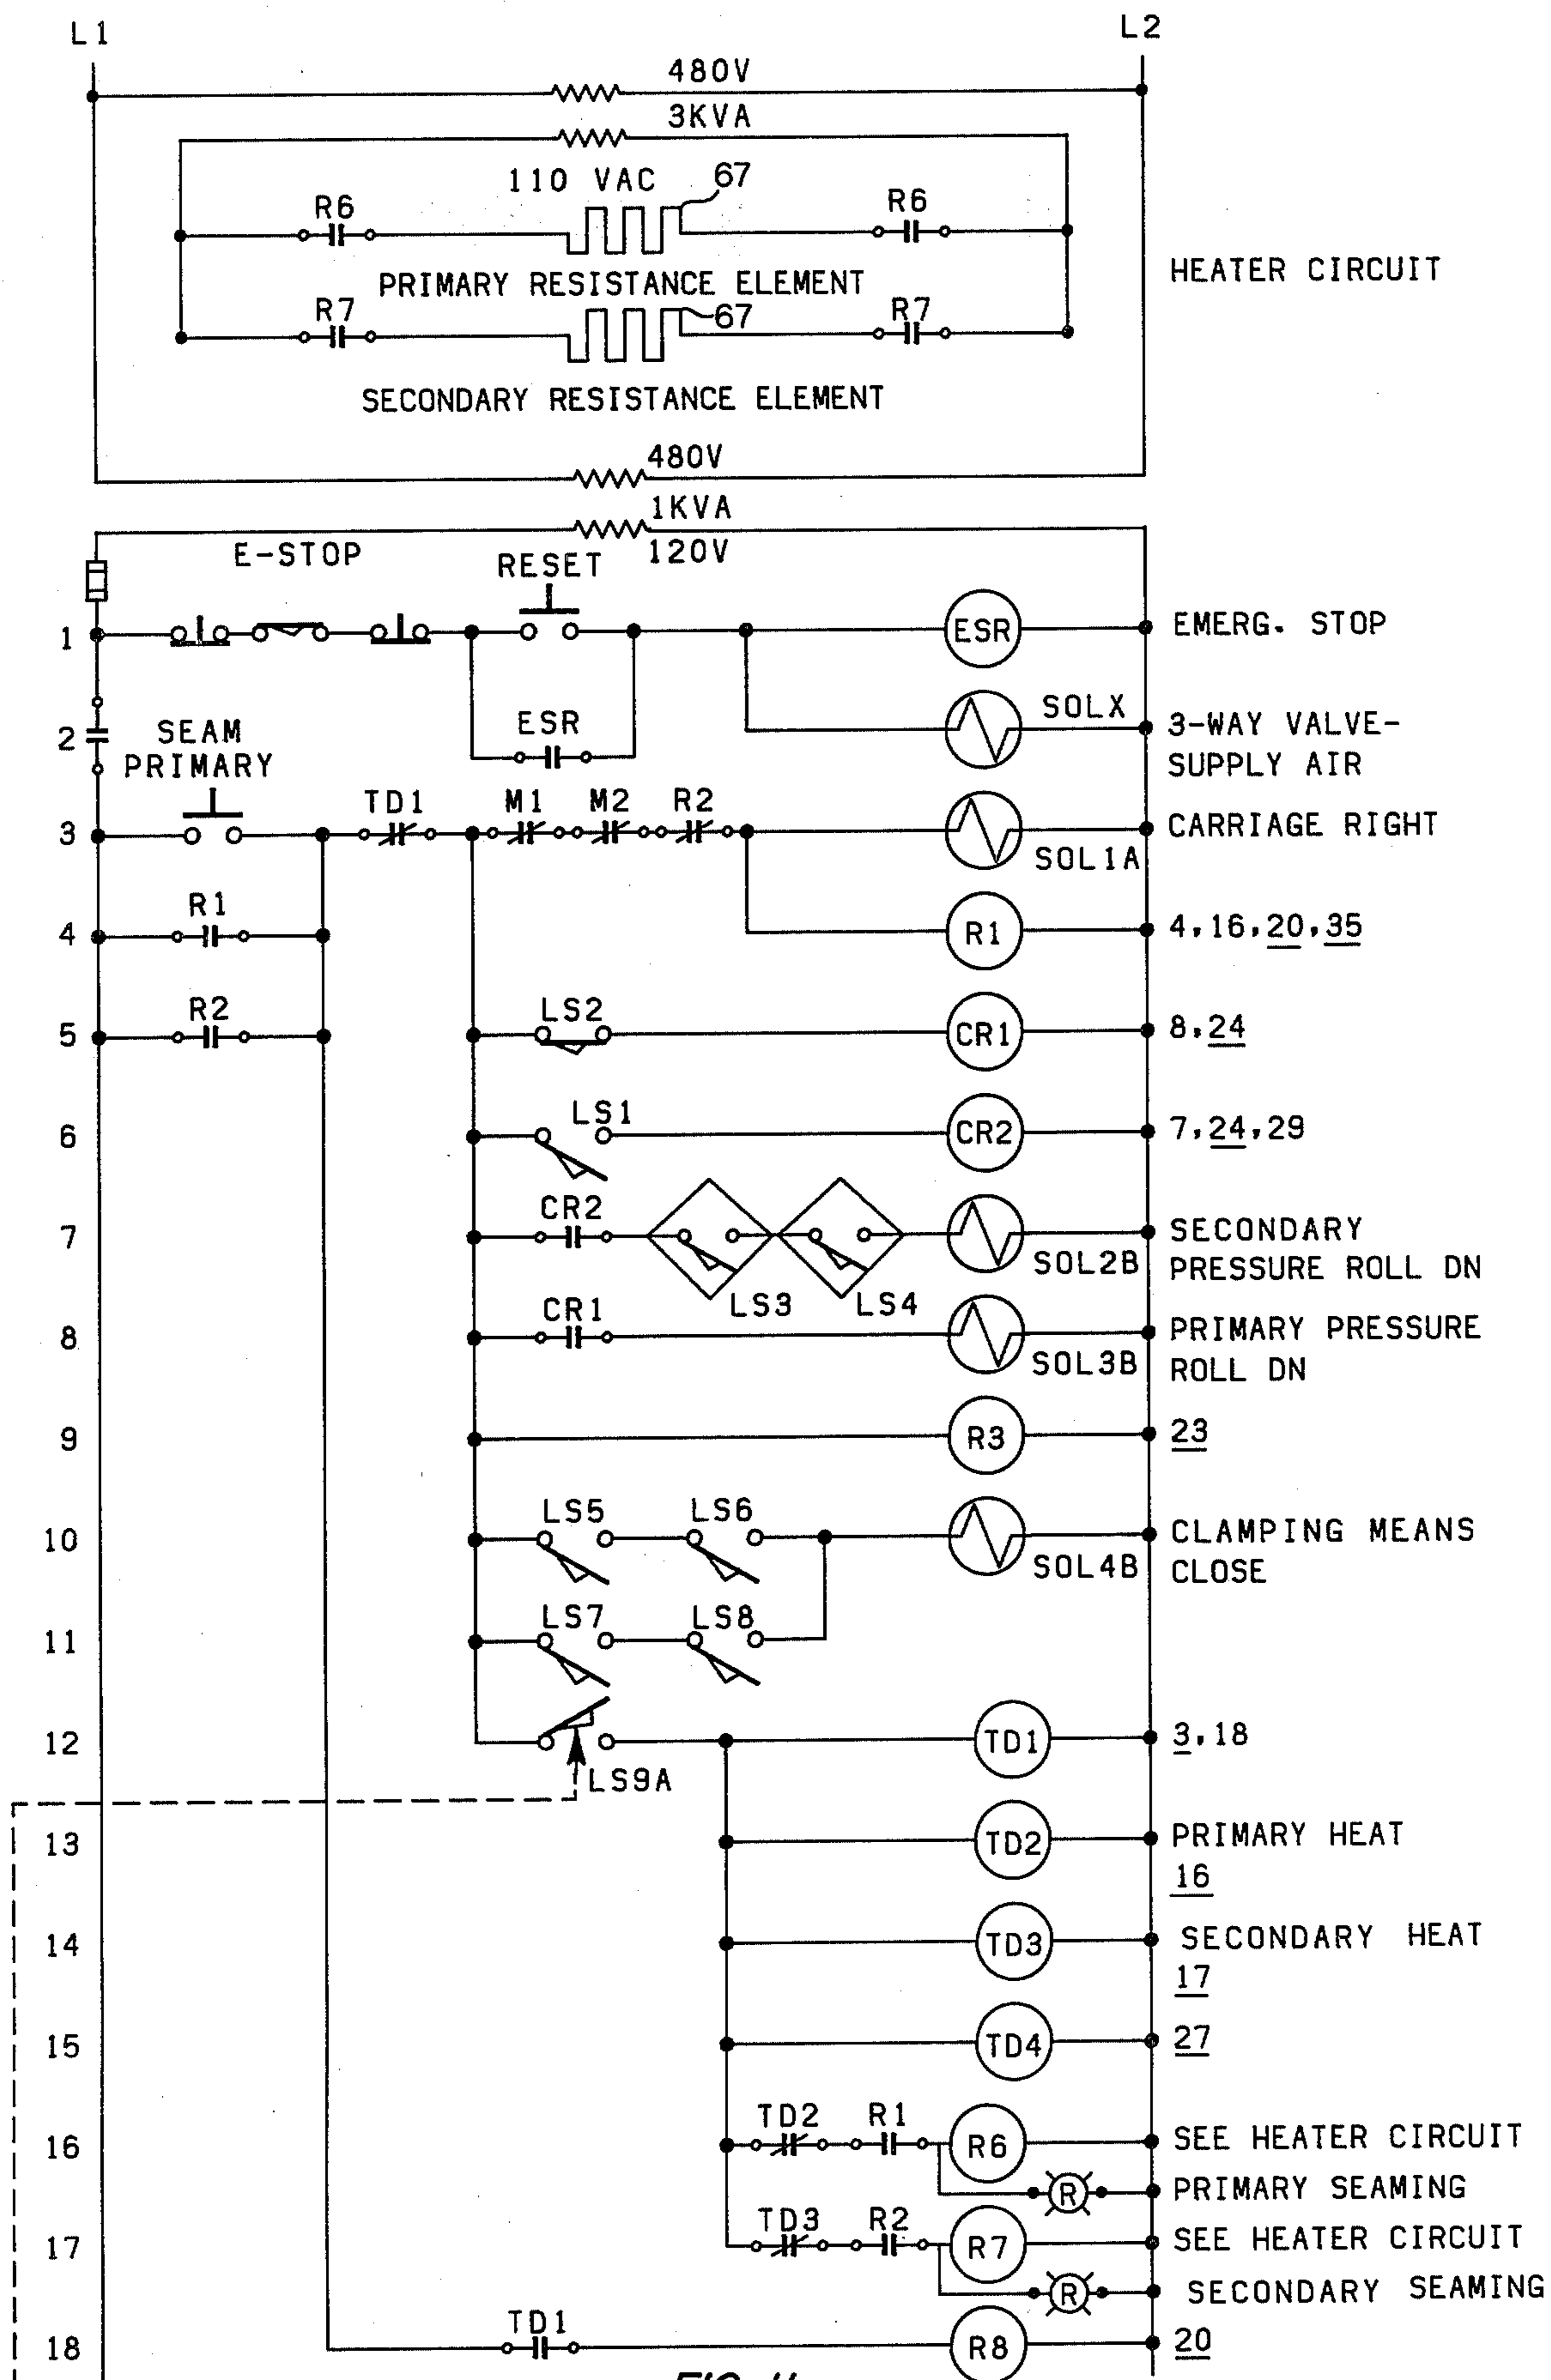 L1 L2
480V
3KVA
110 VAC 67
R6 R6
PRIMARY RESISTANCE ELEMENT
HEATER CIRCUIT
R7 67 R7
SECONDARY RESISTANCE ELEMENT
480V
1KVA
E-STOP 120V
RESET
1 ESR EMERG. STOP
2 SEAM PRIMARY ESR SOLX 3-WAY VALVE-
SUPPLY AIR
3 TD1 M1 M2 R2 SOL1A CARRIAGE RIGHT
4 R1 R1 4,16,20,35
5 R2 LS2 CR1 8,24
6 LS1 CR2 7,24,29
7 CR2 LS3 LS4 SOL2B SECONDARY
PRESSURE ROLL DN
8 CR1 SOL3B PRIMARY PRESSURE
ROLL DN
9 R3 23
10 LS5 LS6 SOL4B CLAMPING MEANS
CLOSE
11 LS7 LS8
12 LS9A TD1 3,18
13 TD2 PRIMARY HEAT
16
14 TD3 SECONDARY HEAT
17
15 TD4 27
16 TD2 R1 R6 SEE HEATER CIRCUIT
R PRIMARY SEAMING
17 TD3 R2 R7 SEE HEATER CIRCUIT
R SECONDARY SEAMING
18 TD1 R8 20